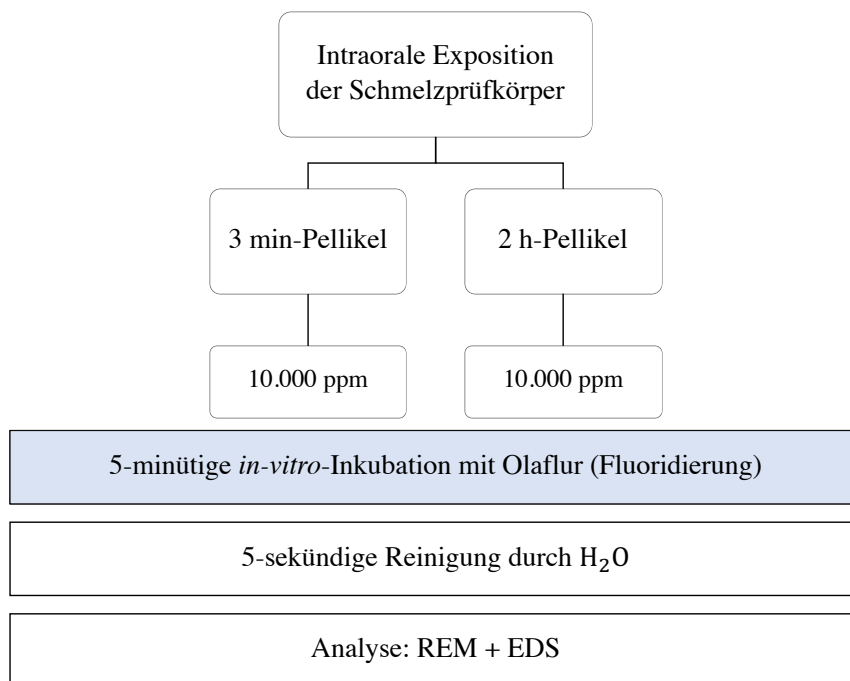 Intraorale Exposition
der Schmelzprüfkörper
3 min-Pellikel
2 h-Pellikel
10.000 ppm
10.000 ppm
5-minütige in-vitro-Inkubation mit Olaflur (Fluoridierung)
5-sekündige Reinigung durch H₂O
Analyse: REM + EDS